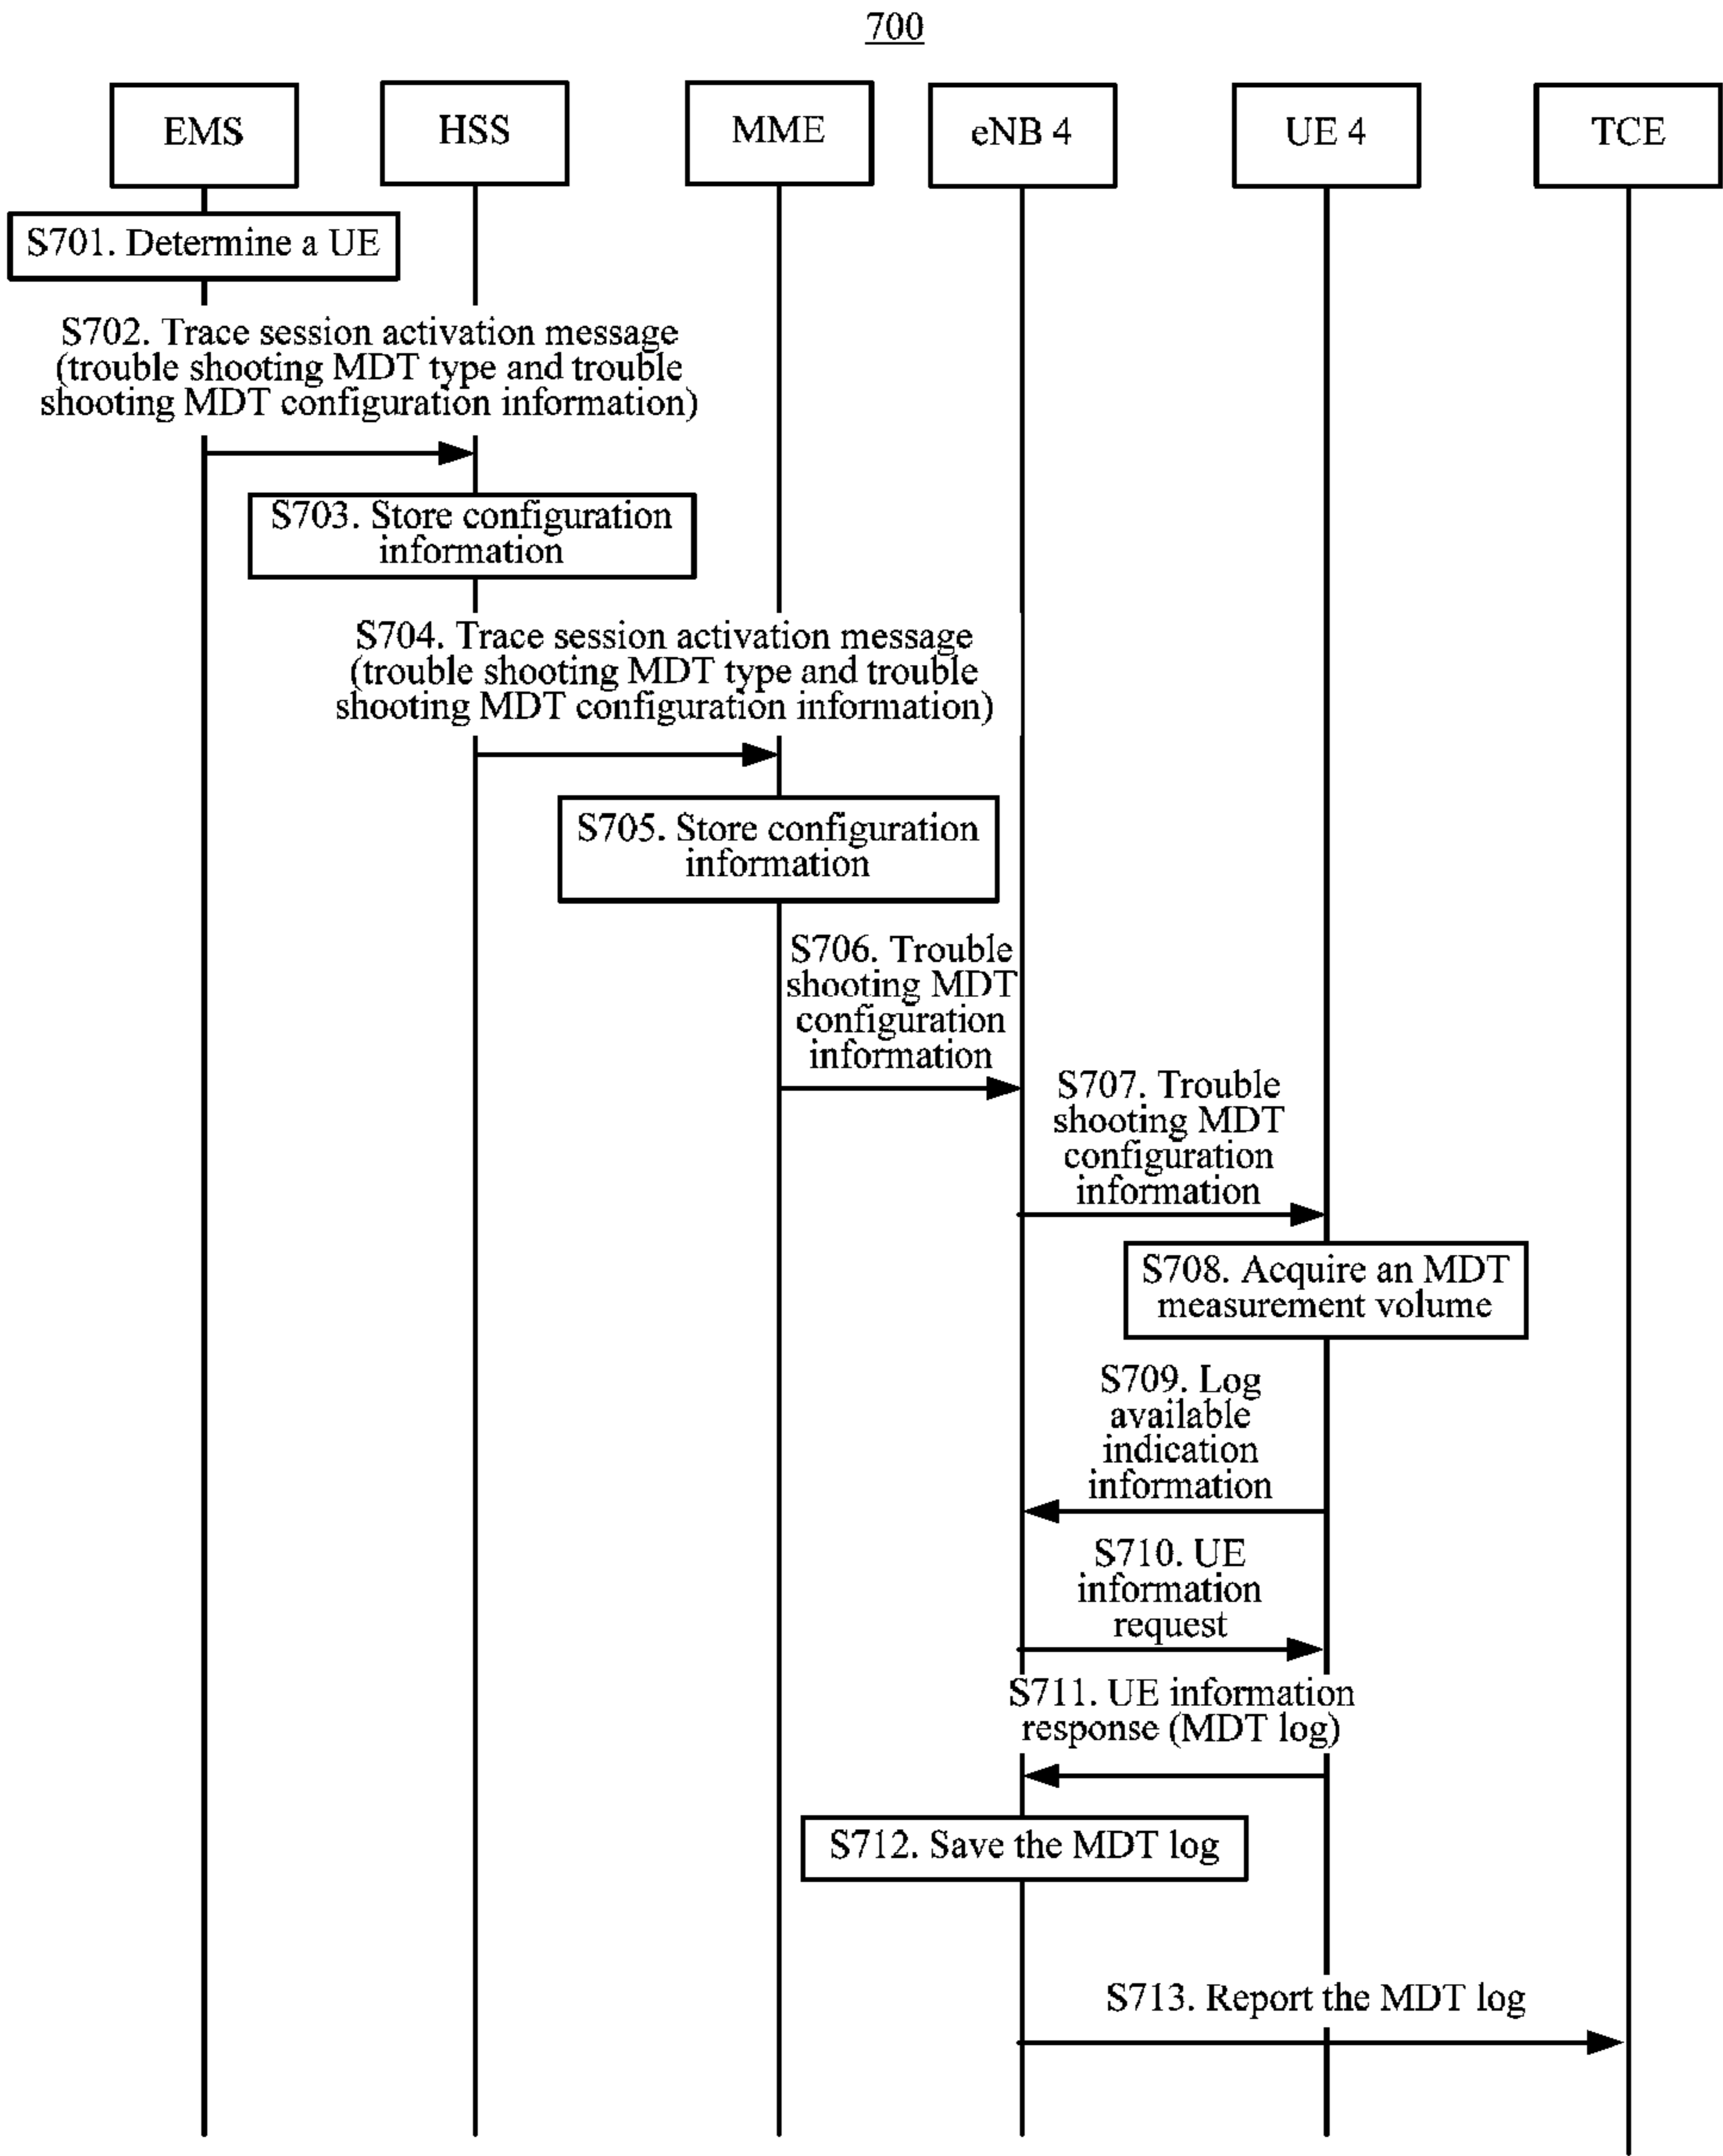 700
EMS
HSS
MME
eNB 4
UE 4
TCE
S701. Determine a UE
S702. Trace session activation message
(trouble shooting MDT type and trouble
shooting MDT configuration information)
S703. Store configuration
information
S704. Trace session activation message
(trouble shooting MDT type and trouble
shooting MDT configuration information)
S705. Store configuration
information
S706. Trouble
shooting MDT
configuration
information
S707. Trouble
shooting MDT
configuration
information
S708. Acquire an MDT
measurement volume
S709. Log
available
indication
information
S710. UE
information
request
S711. UE information
response (MDT log)
S712. Save the MDT log
S713. Report the MDT log